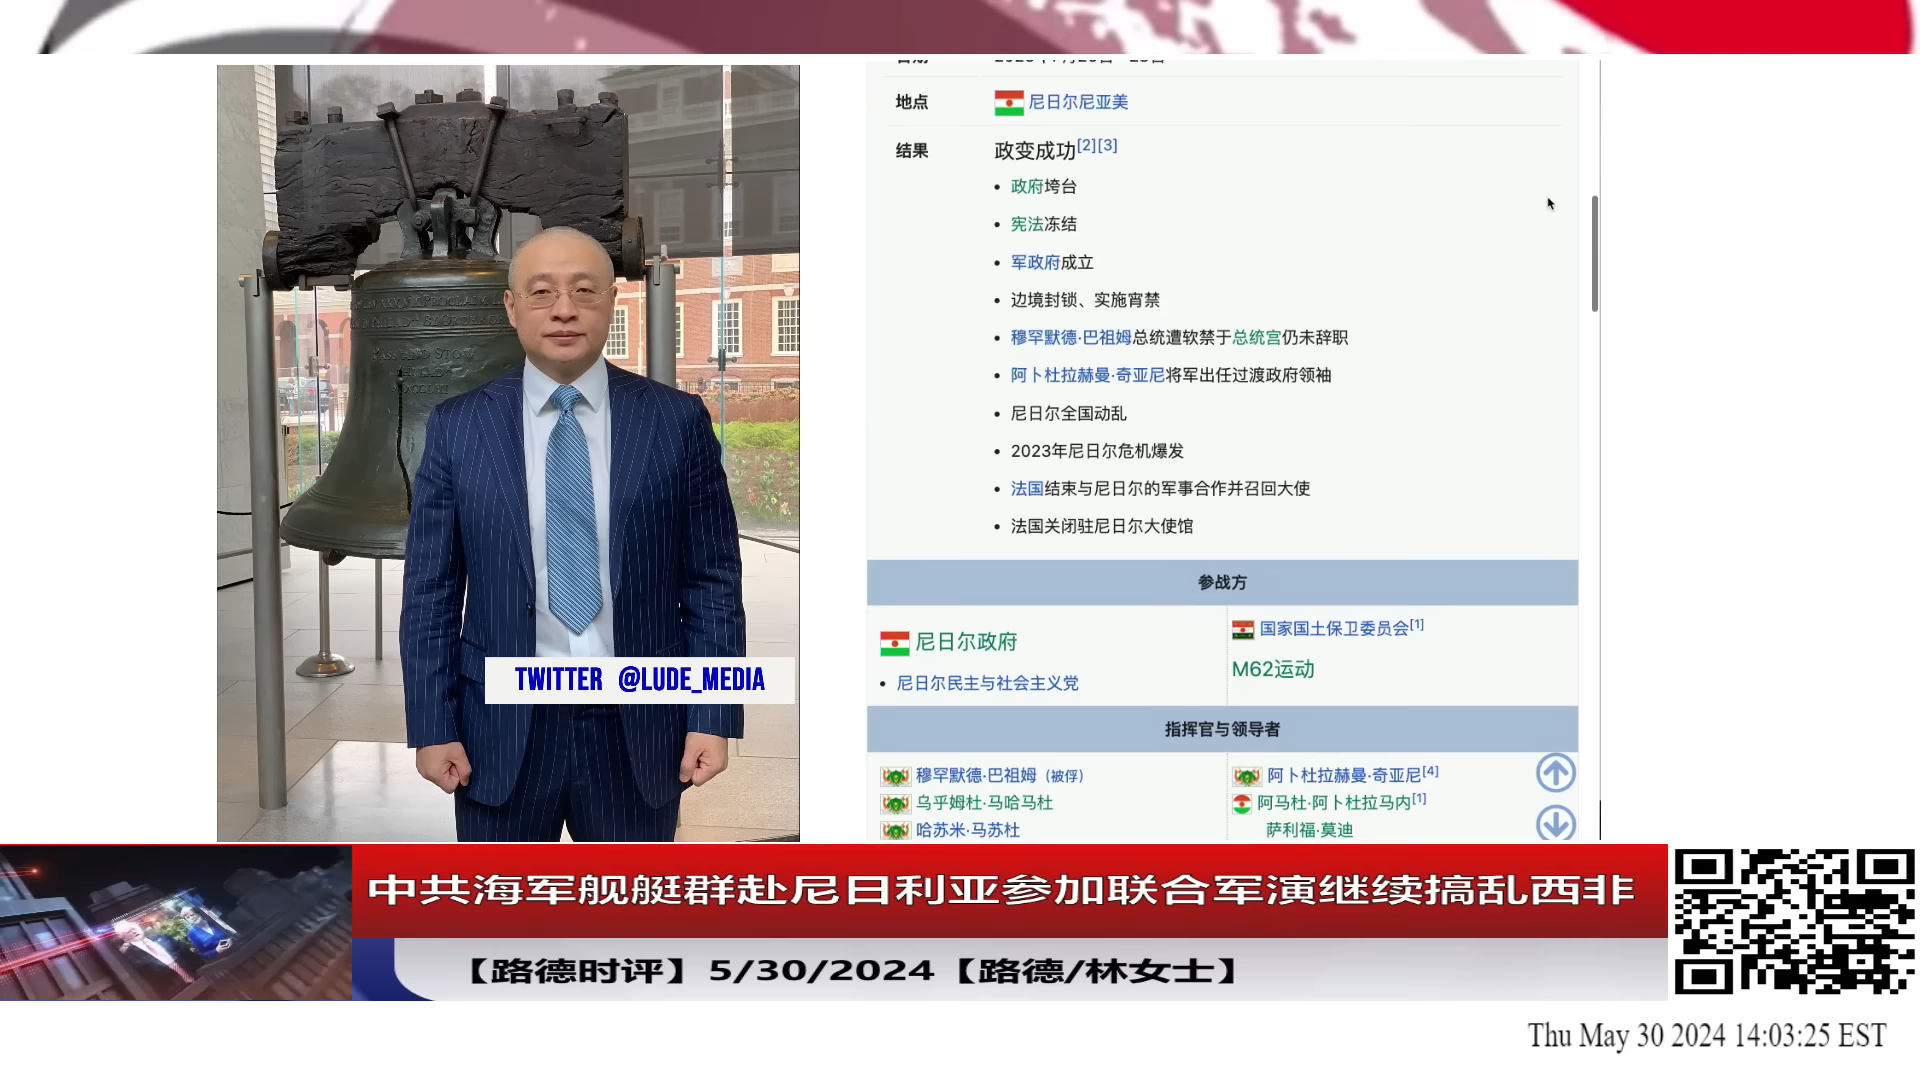 地点
尼日尔尼亚美
结果
政变成功[2][3]
• 政府垮台
• 宪法冻结
• 军政府成立
• 边境封锁、实施宵禁
• 穆罕默德·巴祖姆总统遭软禁于总统宫仍未辞职
• 阿卜杜拉赫曼·奇亚尼将军出任过渡政府领袖
• 尼日尔全国动乱
• 2023年尼日尔危机爆发
• 法国结束与尼日尔的军事合作并召回大使
• 法国关闭驻尼日尔大使馆
参战方
尼日尔政府
• 尼日尔民主与社会主义党
国家国土保卫委员会[1]
M62运动
指挥官与领导者
穆罕默德·巴祖姆（被俘）
乌乎姆杜·马哈马杜
哈苏米·马苏杜
阿卜杜拉赫曼·奇亚尼[4]
阿马杜·阿卜杜拉马内[1]
萨利福·莫迪
PASS AND STOW
TWITTER @LUDE_MEDIA
中共海军舰艇群赴尼日利亚参加联合军演继续搞乱西非
【路德时评】5/30/2024【路德/林女士】
Thu May 30 2024 14:03:25 EST